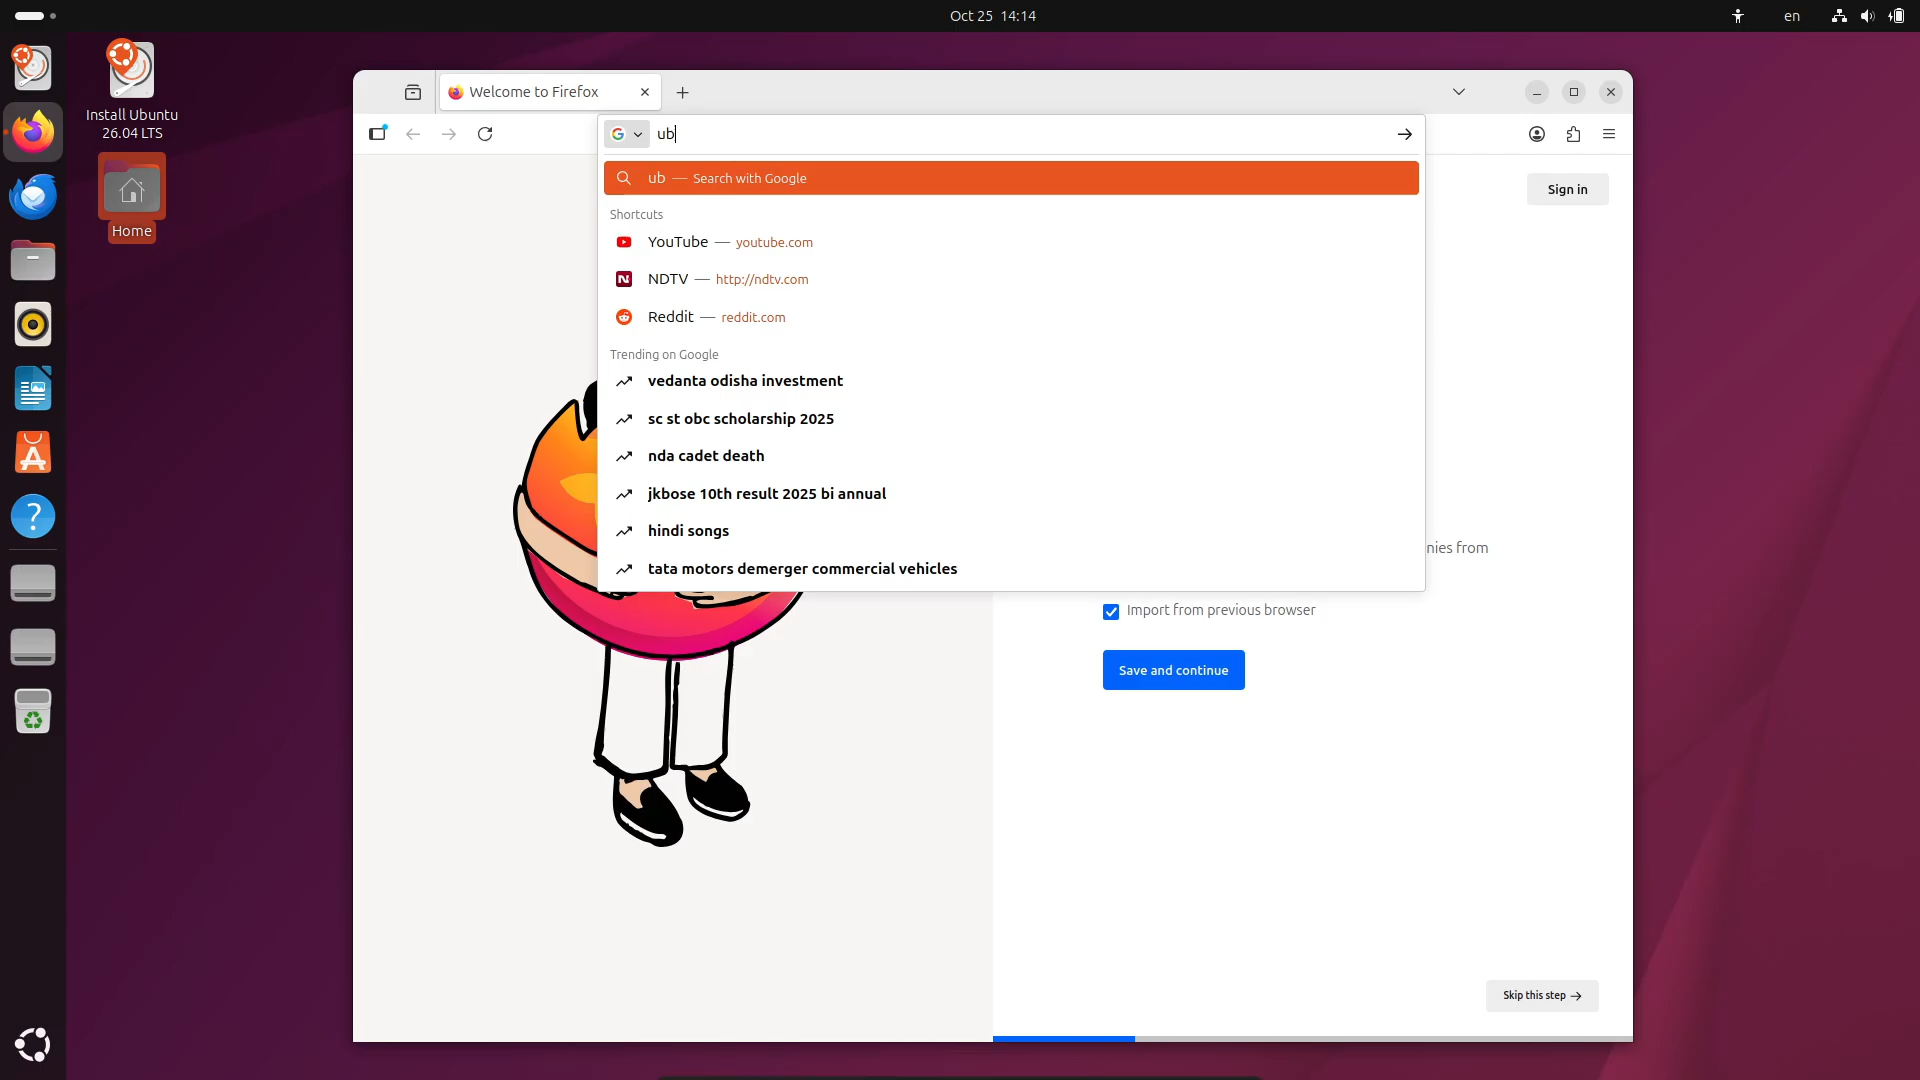 Oct 25 14:14
en
Install Ubuntu
26.04 LTS
Home
Welcome to Firefox
ub
ub — Search with Google
Shortcuts
YouTube — youtube.com
NDTV — http://ndtv.com
Reddit — reddit.com
Trending on Google
vedanta odisha investment
sc st obc scholarship 2025
nda cadet death
jkbose 10th result 2025 bi annual
hindi songs
tata motors demerger commercial vehicles
Sign in
nies from
Import from previous browser
Save and continue
Skip this step